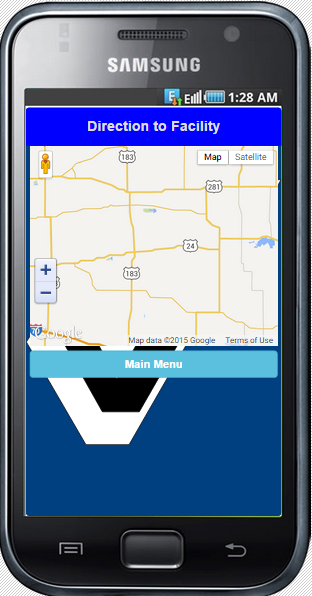 SAMSUNG
E 1:28 AM
Direction to Facility
183
Map Satellite
281
24
183
+
−
70
Google
Map data ©2015 Google Terms of Use
Main Menu